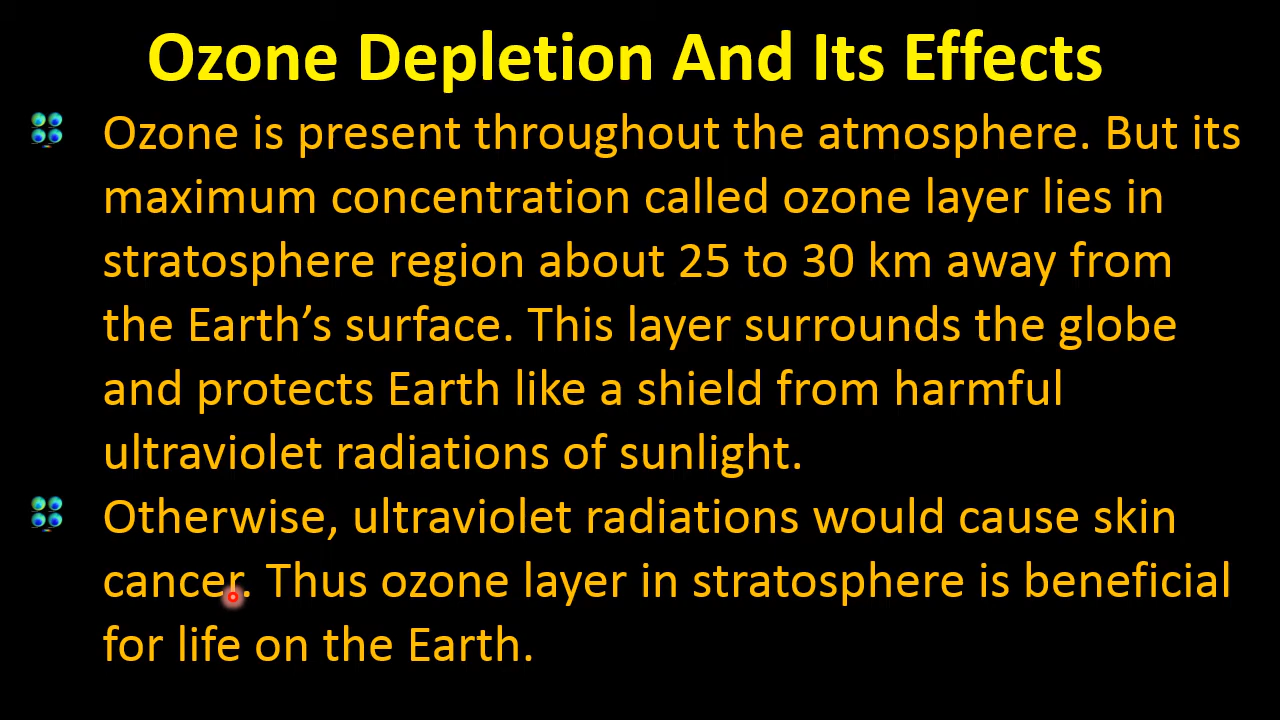 Ozone Depletion And Its Effects
Ozone is present throughout the atmosphere. But its
maximum concentration called ozone layer lies in
stratosphere region about 25 to 30 km away from
the Earth’s surface. This layer surrounds the globe
and protects Earth like a shield from harmful
ultraviolet radiations of sunlight.
Otherwise, ultraviolet radiations would cause skin
cancer. Thus ozone layer in stratosphere is beneficial
for life on the Earth.